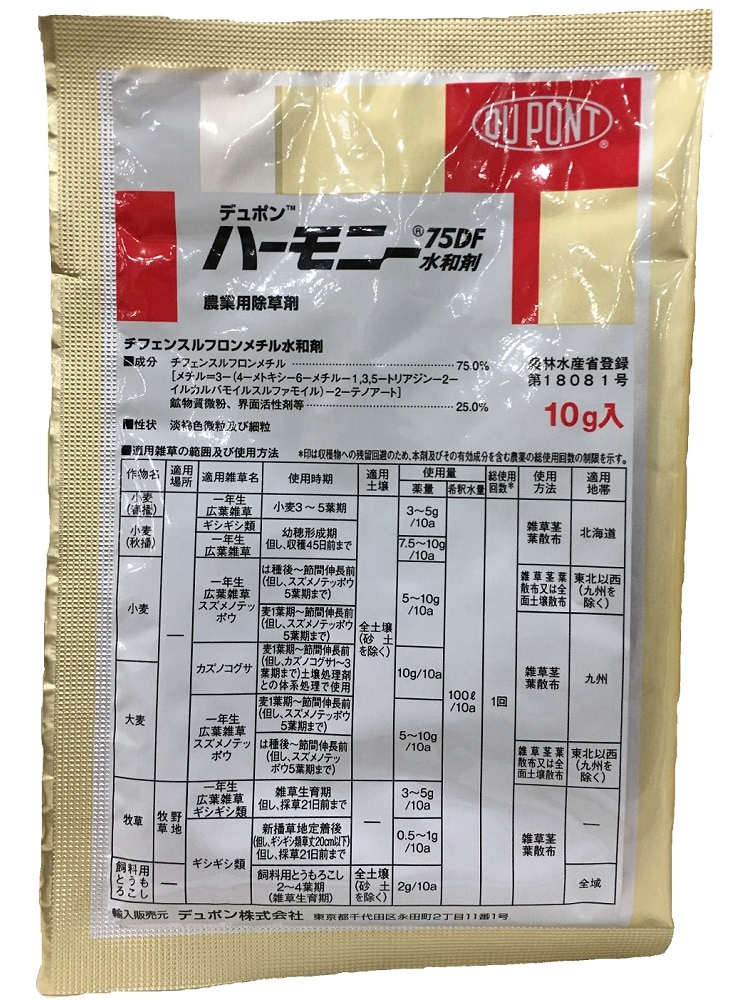 DU PONT®
デュポン™
ハーモニー®75DF
水和剤
農業用除草剤
チフェンスルフロンメチル水和剤
■成分 チフェンスルフロンメチル………75.0%
[メチル=3-(4-メトキシ-6-メチル-1,3,5-トリアジン-2-
イルカルバモイルスルファモイル)-2-テノアート]
鉱物質微粉、界面活性剤等………25.0%
■性状 淡褐色微粒及び細粒
農林水産省登録
第18081号
10g入
■適用雑草の範囲及び使用方法 *印は収穫物への残留回避のため、本剤及びその有効成分を含む農薬の総使用回数の制限を示す。
作物名 適用場所 適用雑草名 使用時期 適用土壌 使用量 総使用回数* 使用方法 適用地帯
薬量 希釈水量
小麦
(春播)
一年生
広葉雑草
小麦3〜5葉期
3〜5g
/10a
小麦
(秋播)
ギシギシ類
一年生
広葉雑草
幼穂形成期
但し、収穫45日前まで
7.5〜10g
/10a
雑草茎
葉散布
北海道
小麦
一年生
広葉雑草
スズメノテッ
ポウ
は種後〜節間伸長前
(但し、スズメノテッポウ
5葉期まで)
麦1葉期〜節間伸長前
(但し、スズメノテッポウ
5葉期まで)
5〜10g
/10a
雑草茎葉
散布又は全
面土壌散布
東北以西
(九州を
除く)
―
カズノコグサ
麦1葉期〜節間伸長前
(但し、カズノコグサ1〜3
葉期まで)土壌処理剤
との体系処理で使用
全土壌
(砂土
を除く)
10g/10a
100ℓ
/10a
1回
雑草茎
葉散布
九州
大麦
一年生
広葉雑草
スズメノテッ
ポウ
麦1葉期〜節間伸長前
(但し、スズメノテッポウ
5葉期まで)
は種後〜節間伸長前
(但し、スズメノテッ
ポウ5葉期まで)
5〜10g
/10a
雑草茎葉
散布又は全
面土壌散布
東北以西
(九州を
除く)
牧草
牧野
草地
一年生
広葉雑草
ギシギシ類
雑草生育期
但し、採草21日前まで
―
3〜5g
/10a
ギシギシ類
新播草地定着後
(但し、ギシギシ類草丈20cm以下)
但し、採草21日前まで
0.5〜1g
/10a
雑草茎
葉散布
―
飼料用
とうもろこし
―
飼料用とうもろこし
2〜4葉期
(雑草生育期)
全土壌
(砂土
を除く)
2g/10a
全域
輸入販売元 デュポン株式会社 東京都千代田区永田町2丁目11番1号